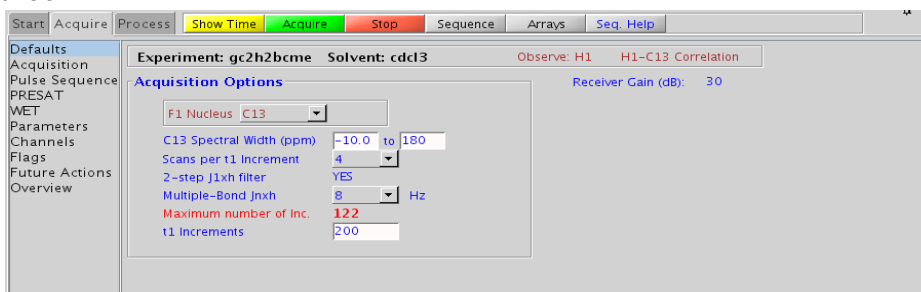 Start Acquire Process Show Time Acquire Stop Sequence Arrays Seq. Help
Defaults
Acquisition
Pulse Sequence
PRESAT
WET
Parameters
Channels
Flags
Future Actions
Overview
Experiment: gc2h2bcme Solvent: cdcl3 Observe: H1 H1-C13 Correlation
Acquisition Options Receiver Gain (dB): 30
F1 Nucleus C13
C13 Spectral Width (ppm) -10.0 to 180
Scans per t1 Increment 4
2-step J1xh filter YES
Multiple-Bond Jnxh 8 Hz
Maximum number of Inc. 122
t1 Increments 200